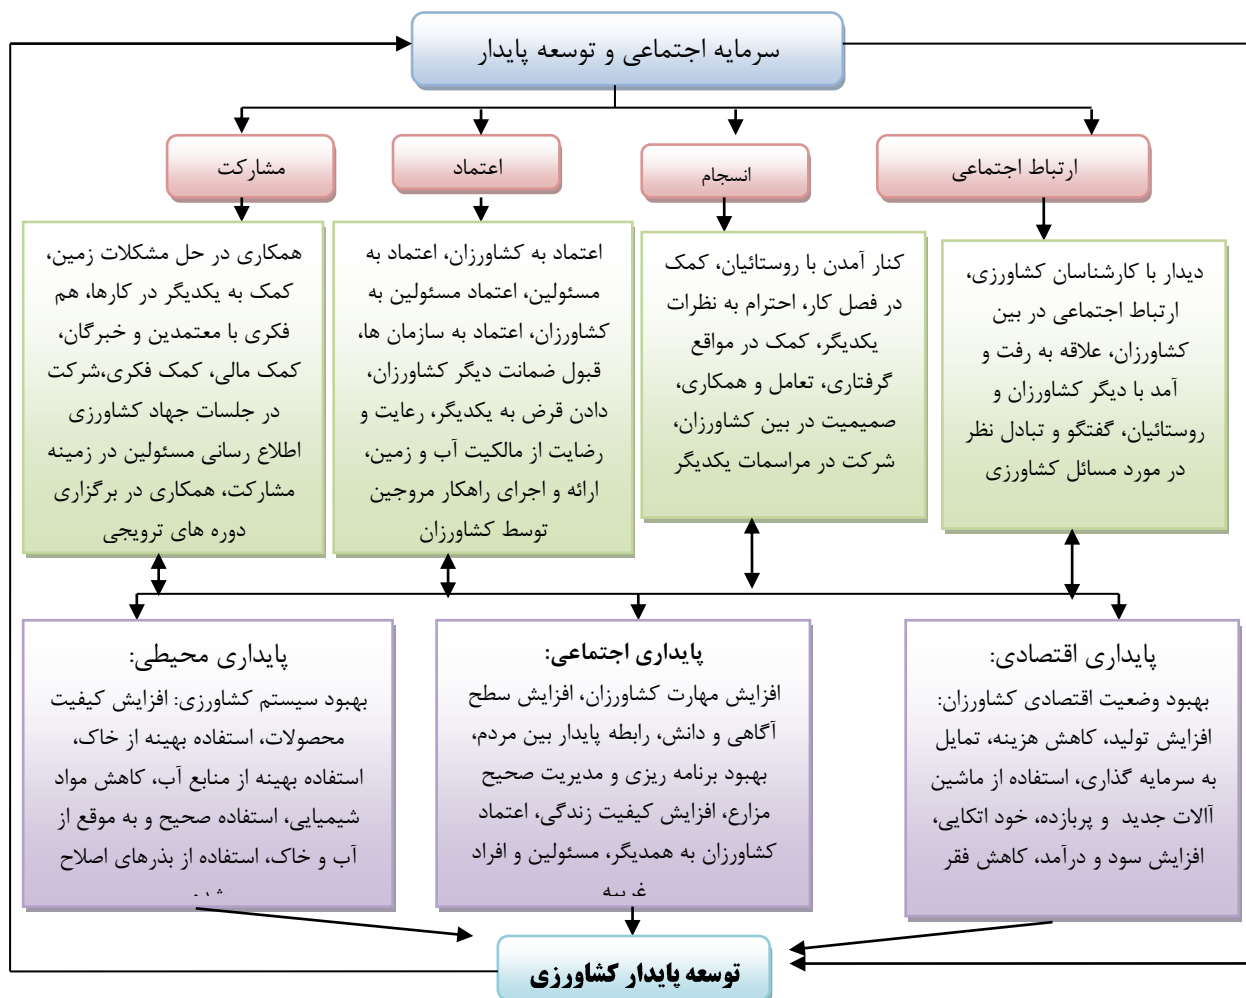 سرمایه اجتماعی و توسعه پایدار
ارتباط اجتماعی
انسجام
اعتماد
مشارکت
دیدار با کارشناسان کشاورزی،
ارتباط اجتماعی در بین
کشاورزان، علاقه به رفت و
آمد با دیگر کشاورزان و
روستائیان، گفتگو و تبادل نظر
در مورد مسائل کشاورزی
کنار آمدن با روستائیان، کمک
در فصل کار، احترام به نظرات
یکدیگر، کمک در مواقع
گرفتاری، تعامل و همکاری،
صمیمیت در بین کشاورزان،
شرکت در مراسمات یکدیگر
اعتماد به کشاورزان، اعتماد به
مسئولین، اعتماد مسئولین به
کشاورزان، اعتماد به سازمان ها،
قبول ضمانت دیگر کشاورزان،
دادن قرض به یکدیگر، رعایت و
رضایت از مالکیت آب و زمین،
ارائه و اجرای راهکار مروجین
توسط کشاورزان
همکاری در حل مشکلات زمین،
کمک به یکدیگر در کارها، هم
فکری با معتمدین و خبرگان،
کمک مالی، کمک فکری،شرکت
در جلسات جهاد کشاورزی
اطلاع رسانی مسئولین در زمینه
مشارکت، همکاری در برگزاری
دوره های ترویجی
پایداری اقتصادی:
بهبود وضعیت اقتصادی کشاورزان:
افزایش تولید، کاهش هزینه، تمایل
به سرمایه گذاری، استفاده از ماشین
آالات جدید و پربازده، خود اتکایی،
افزایش سود و درآمد، کاهش فقر
پایداری اجتماعی:
افزایش مهارت کشاورزان، افزایش سطح
آگاهی و دانش، رابطه پایدار بین مردم،
بهبود برنامه ریزی و مدیریت صحیح
مزارع، افزایش کیفیت زندگی، اعتماد
کشاورزان به همدیگر، مسئولین و افراد
غریبه
پایداری محیطی:
بهبود سیستم کشاورزی: افزایش کیفیت
محصولات، استفاده بهینه از خاک،
استفاده بهینه از منابع آب، کاهش مواد
شیمیایی، استفاده صحیح و به موقع از
آب و خاک، استفاده از بذرهای اصلاح
شده
توسعه پایدار کشاورزی